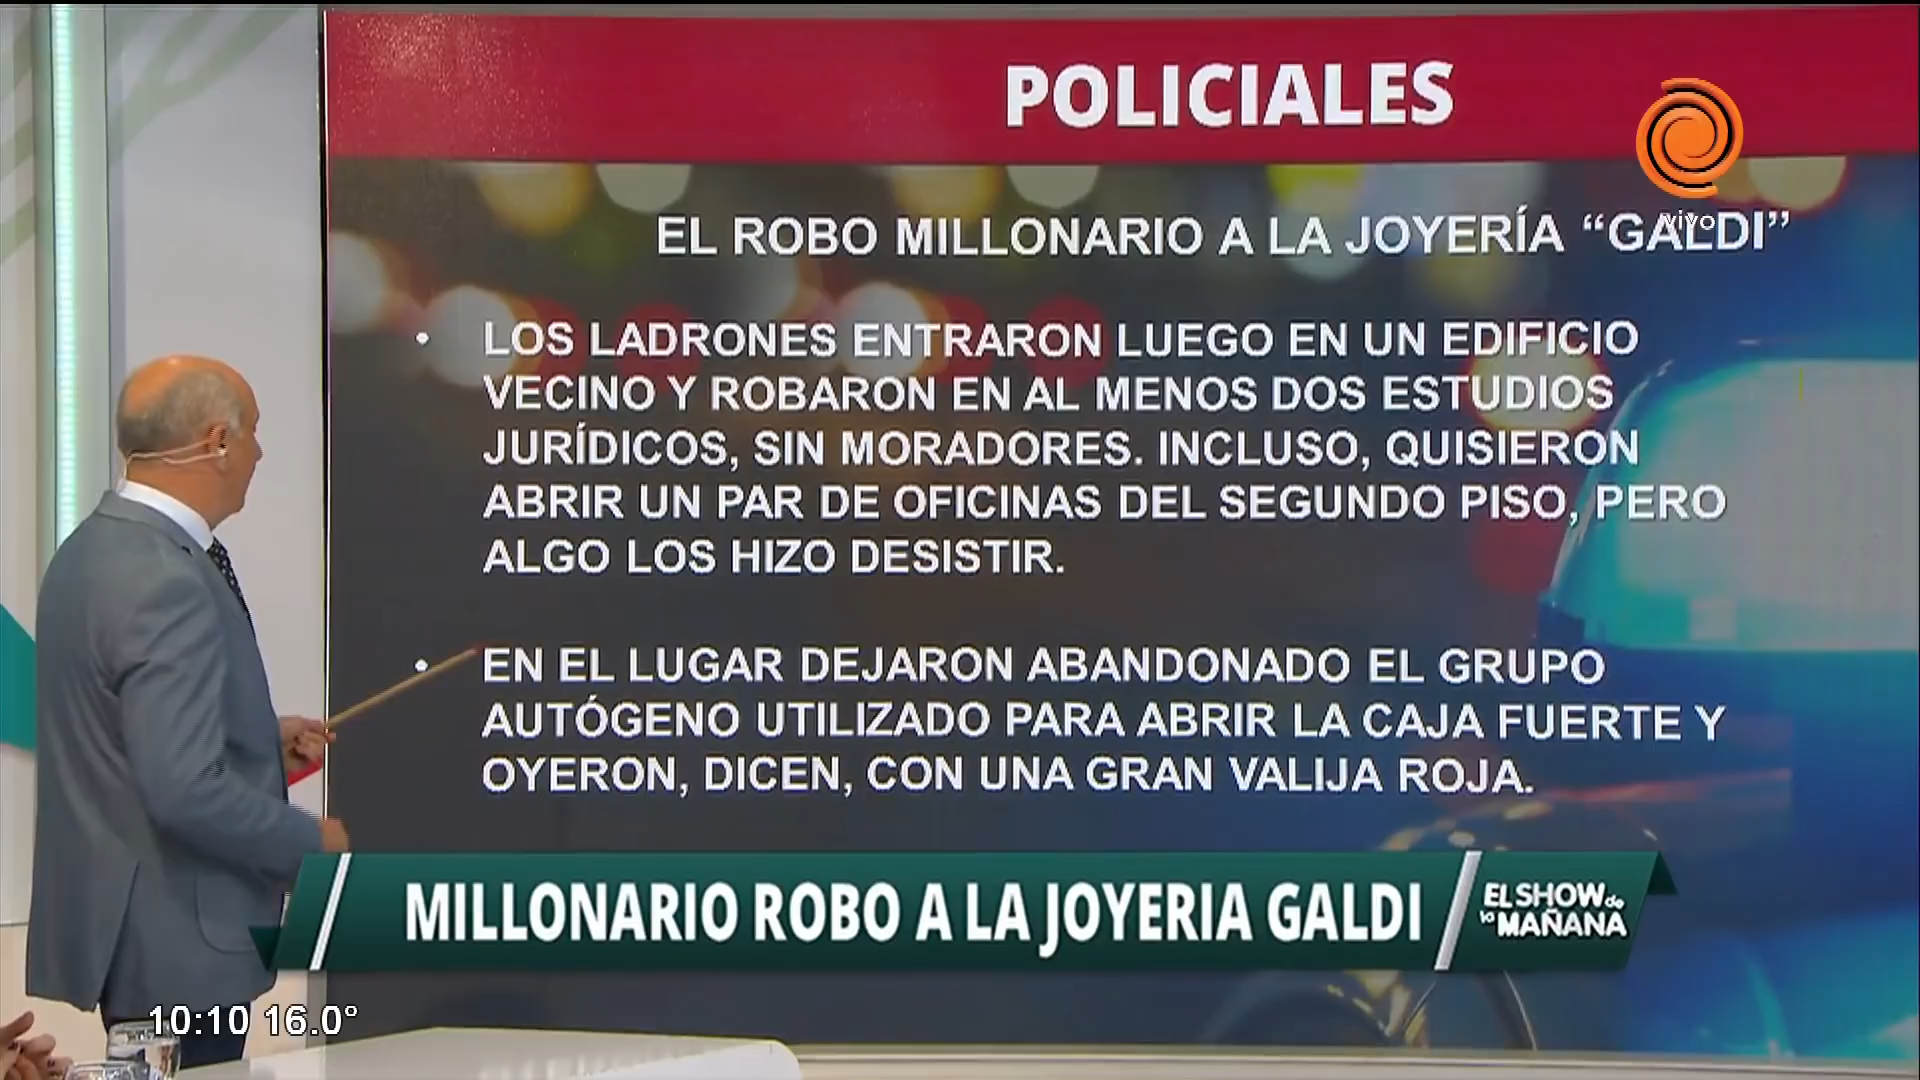 POLICIALES
vivo
EL ROBO MILLONARIO A LA JOYERÍA “GALDI”
• LOS LADRONES ENTRARON LUEGO EN UN EDIFICIO
VECINO Y ROBARON EN AL MENOS DOS ESTUDIOS
JURÍDICOS, SIN MORADORES. INCLUSO, QUISIERON
ABRIR UN PAR DE OFICINAS DEL SEGUNDO PISO, PERO
ALGO LOS HIZO DESISTIR.
• EN EL LUGAR DEJARON ABANDONADO EL GRUPO
AUTÓGENO UTILIZADO PARA ABRIR LA CAJA FUERTE Y
OYERON, DICEN, CON UNA GRAN VALIJA ROJA.
MILLONARIO ROBO A LA JOYERIA GALDI
EL SHOW de
la MAÑANA
10:10 16.0°